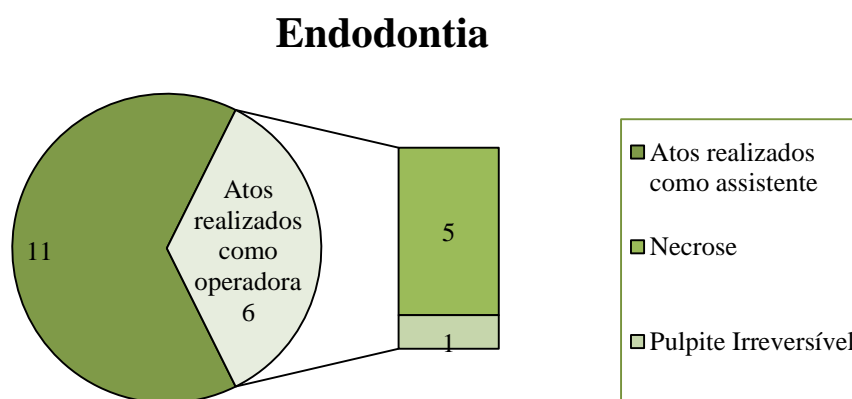 Endodontia
11
Atos
realizados
como
operadora
6
5
1
Atos realizados
como assistente
Necrose
Pulpite Irreversível